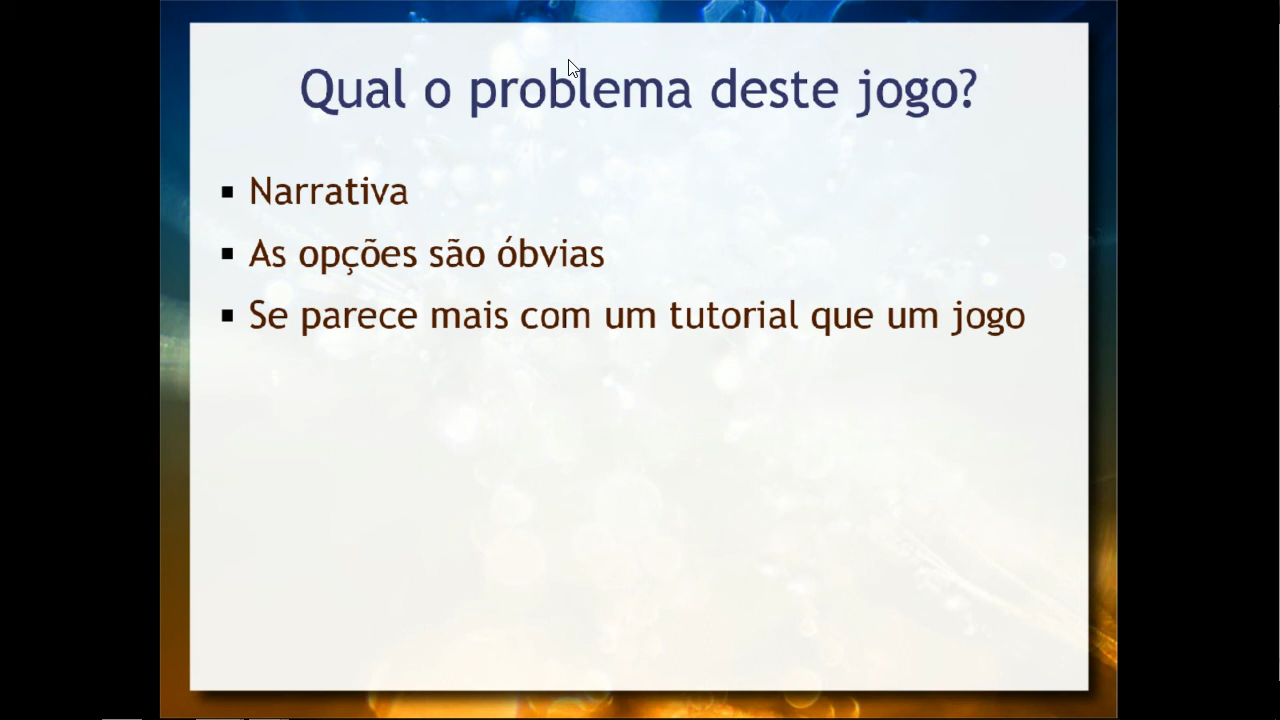 Qual o problema deste jogo?
Narrativa
As opções são óbvias
Se parece mais com um tutorial que um jogo